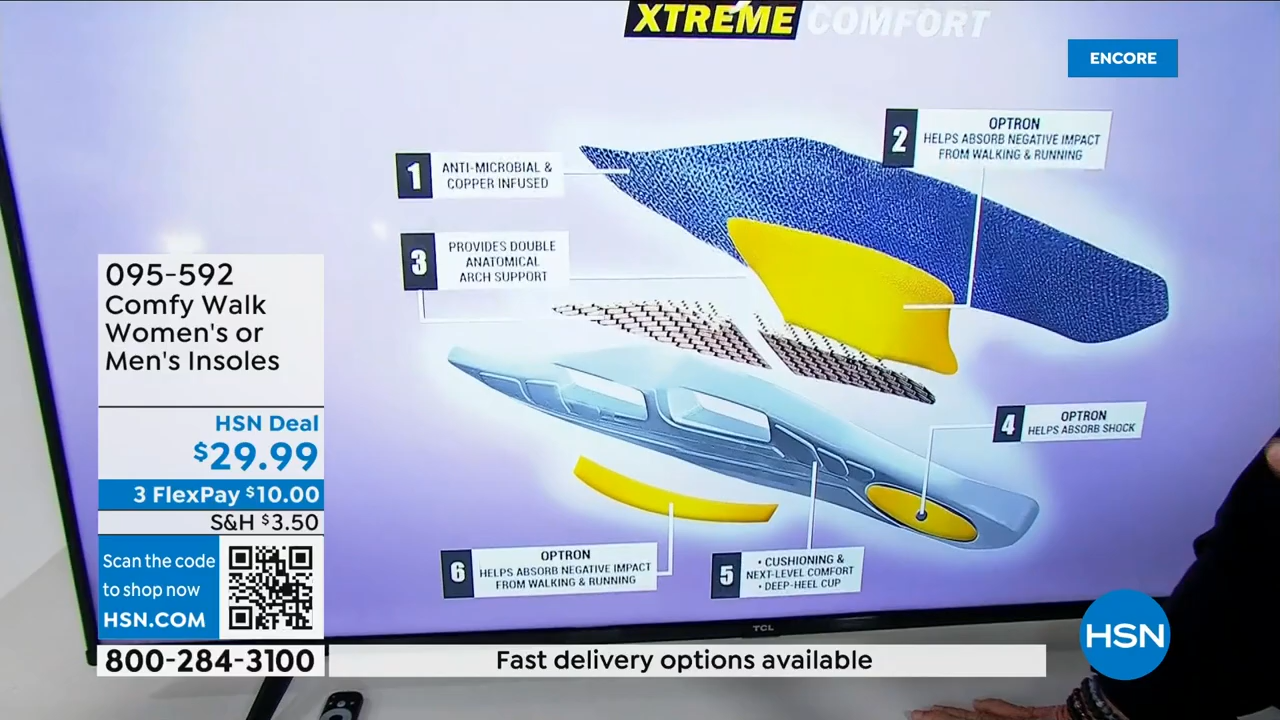 XTREME COMFORT
ENCORE
1
ANTI-MICROBIAL &
COPPER INFUSED
2
OPTRON
HELPS ABSORB NEGATIVE IMPACT
FROM WALKING & RUNNING
3
PROVIDES DOUBLE
ANATOMICAL
ARCH SUPPORT
4
OPTRON
HELPS ABSORB SHOCK
5
• CUSHIONING &
NEXT-LEVEL COMFORT
• DEEP-HEEL CUP
6
OPTRON
HELPS ABSORB NEGATIVE IMPACT
FROM WALKING & RUNNING
TCL
095-592
Comfy Walk
Women's or
Men's Insoles
HSN Deal
$29.99
3 FlexPay $10.00
S&H $3.50
Scan the code
to shop now
HSN.COM
800-284-3100
Fast delivery options available
HSN